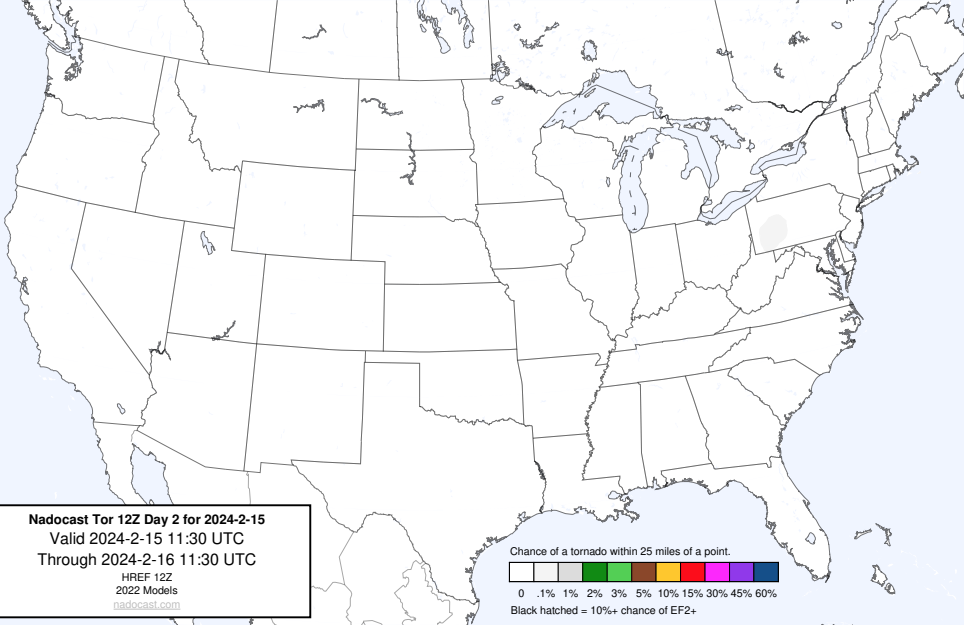 Nadocast Tor 12Z Day 2 for 2024-2-15
Valid 2024-2-15 11:30 UTC
Through 2024-2-16 11:30 UTC
HREF 12Z
2022 Models
nadocast.com
Chance of a tornado within 25 miles of a point.
0 .1% 1% 2% 3% 5% 10% 15% 30% 45% 60%
Black hatched = 10%+ chance of EF2+